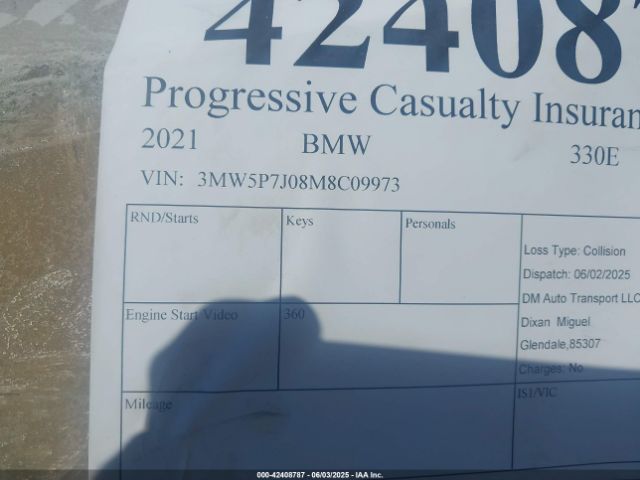 42408
Progressive Casualty Insuran
2021 BMW 330E
VIN: 3MW5P7J08M8C09973
RND/Starts Keys Personals
Loss Type: Collision
Dispatch: 06/02/2025
DM Auto Transport LLC
Engine Start Video 360
Dixan Miguel
Glendale,85307
Charges: No
Mileage
IS1/VIC
000-42408787 - 06/03/2025 - IAA Inc.